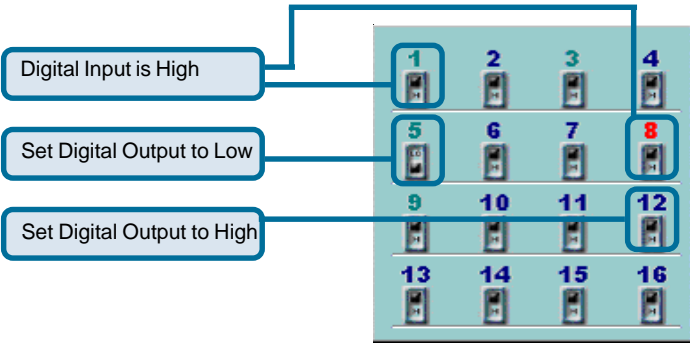 Digital Input is High
Set Digital Output to Low
Set Digital Output to High
1 2 3 4
5 6 7 8
LO
9 10 11 12
13 14 15 16